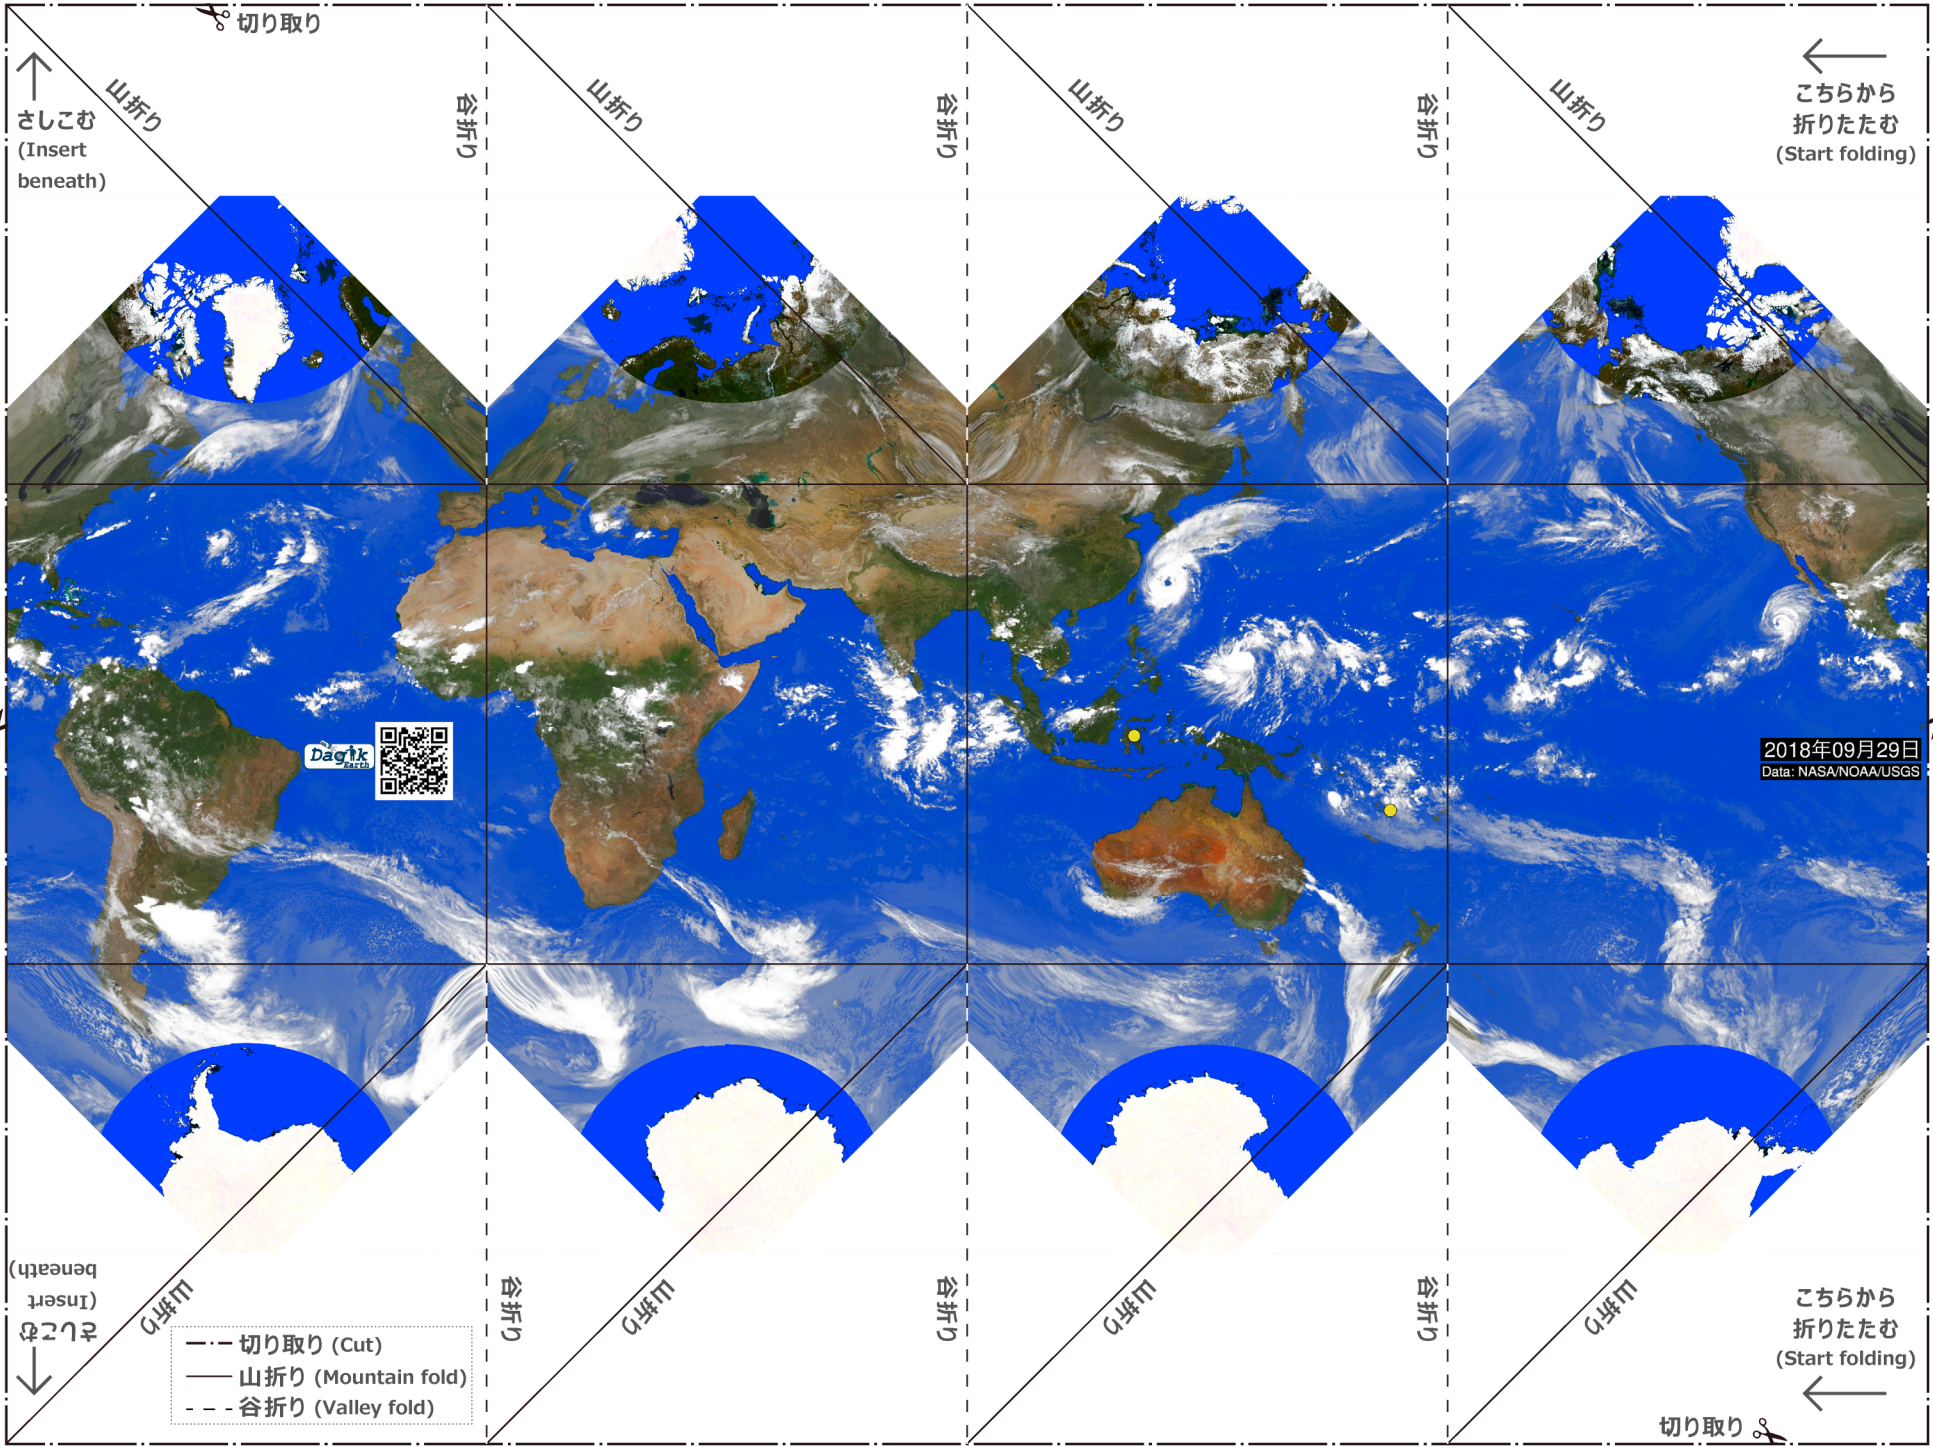 切り取り
さしこむ
(Insert
beneath)
山折り
谷折り
山折り
谷折り
山折り
谷折り
山折り
こちらから
折りたたむ
(Start folding)
Dagik
Earth
2018年09月29日
Data: NASA/NOAA/USGS
さしこむ
(Insert
beneath)
山折り
谷折り
山折り
谷折り
山折り
谷折り
山折り
こちらから
折りたたむ
(Start folding)
切り取り (Cut)
山折り (Mountain fold)
谷折り (Valley fold)
切り取り